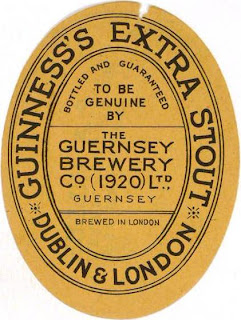 GUINNESS'S EXTRA STOUT
BOTTLED AND GUARANTEED
TO BE
GENUINE
BY
THE
GUERNSEY
BREWERY
CO (1920) LTD.,
GUERNSEY
BREWED IN LONDON
DUBLIN & LONDON